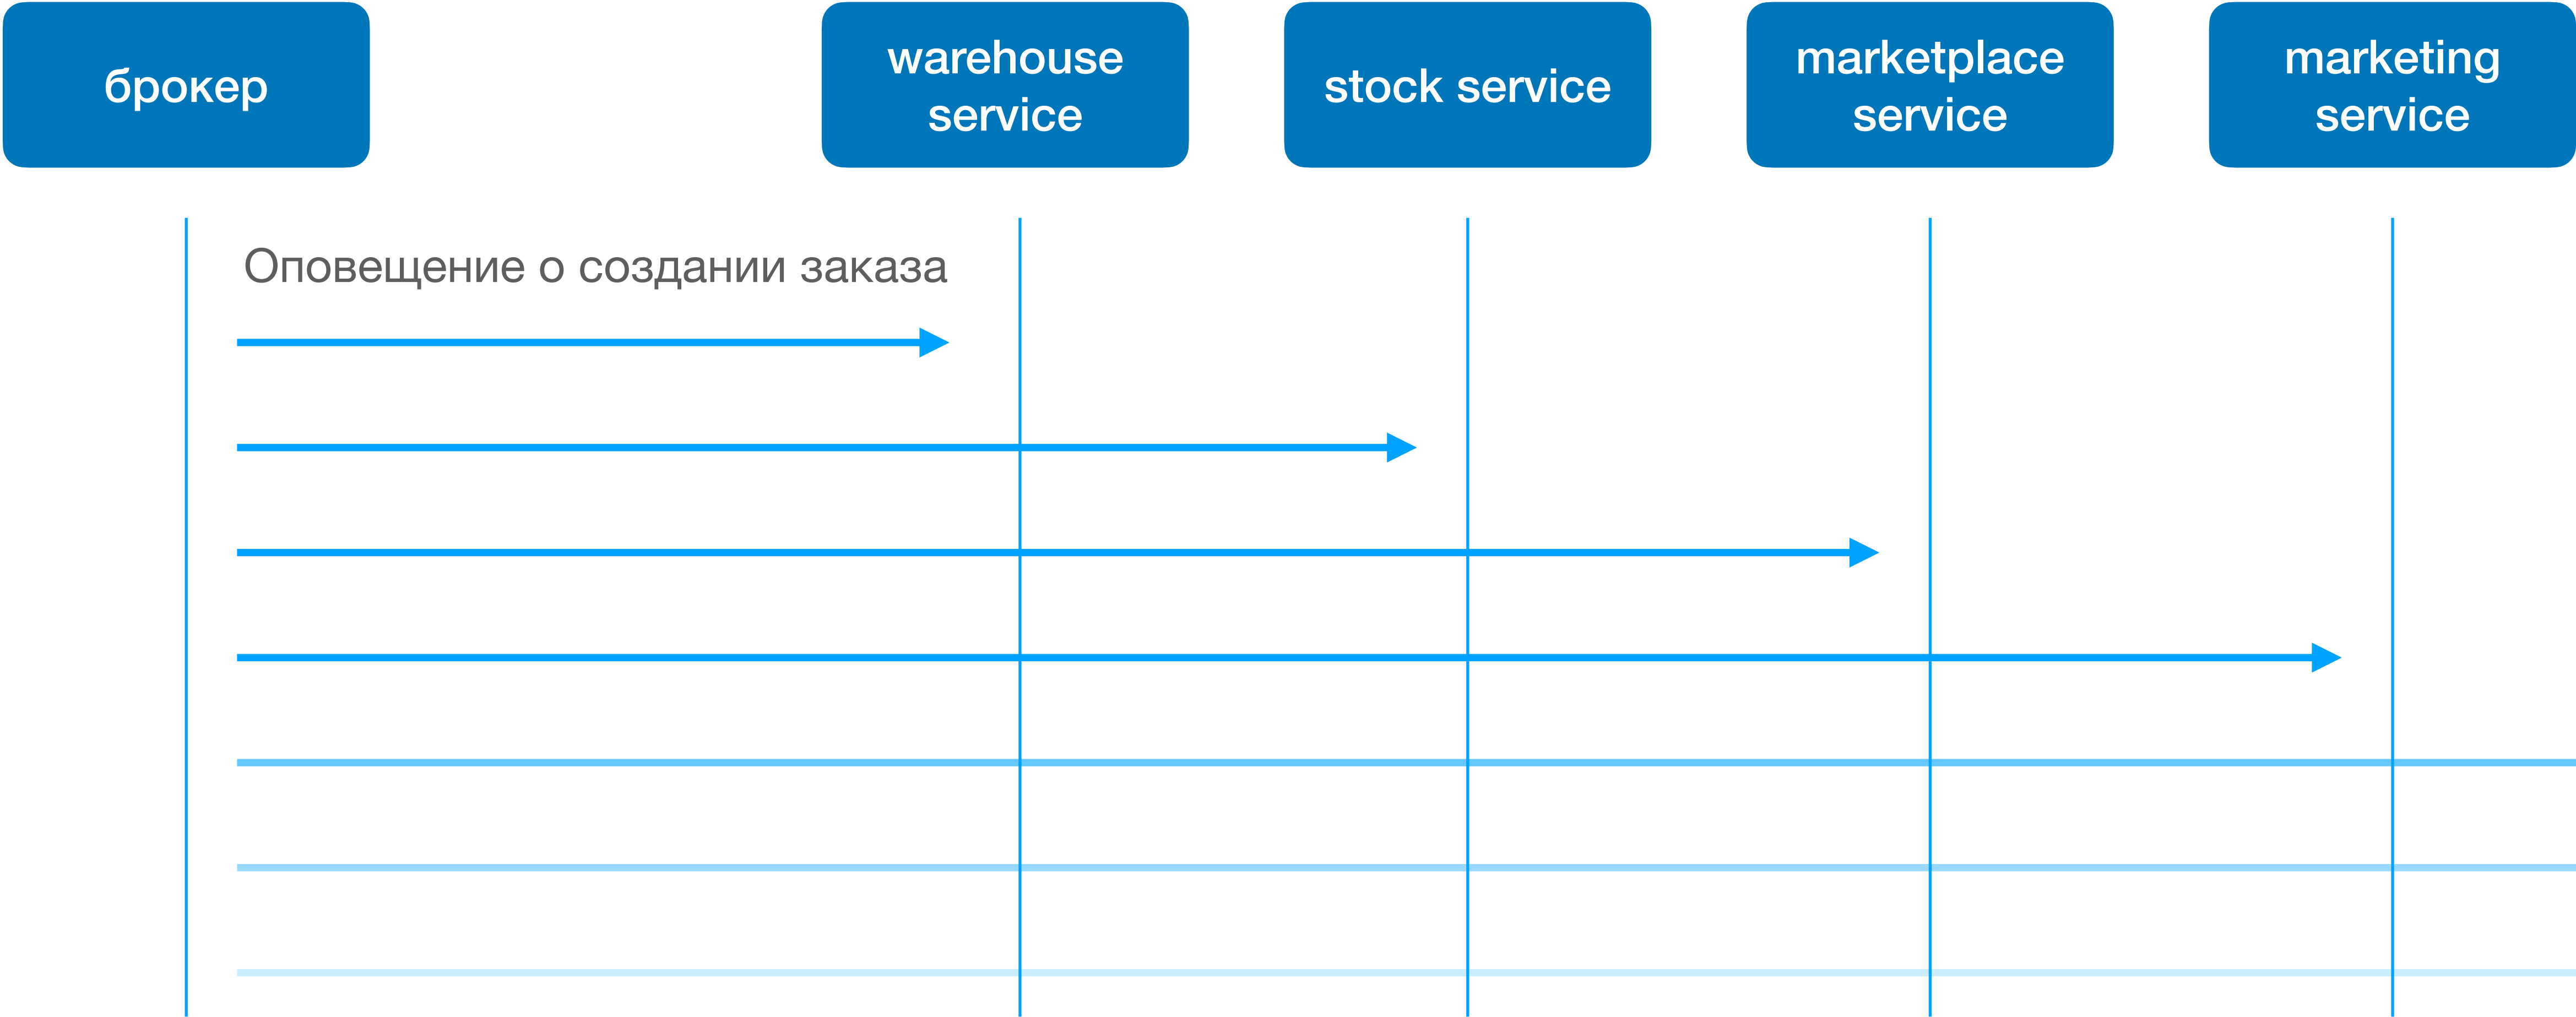 брокер
warehouse
service
stock service
marketplace
service
marketing
service
Оповещение о создании заказа